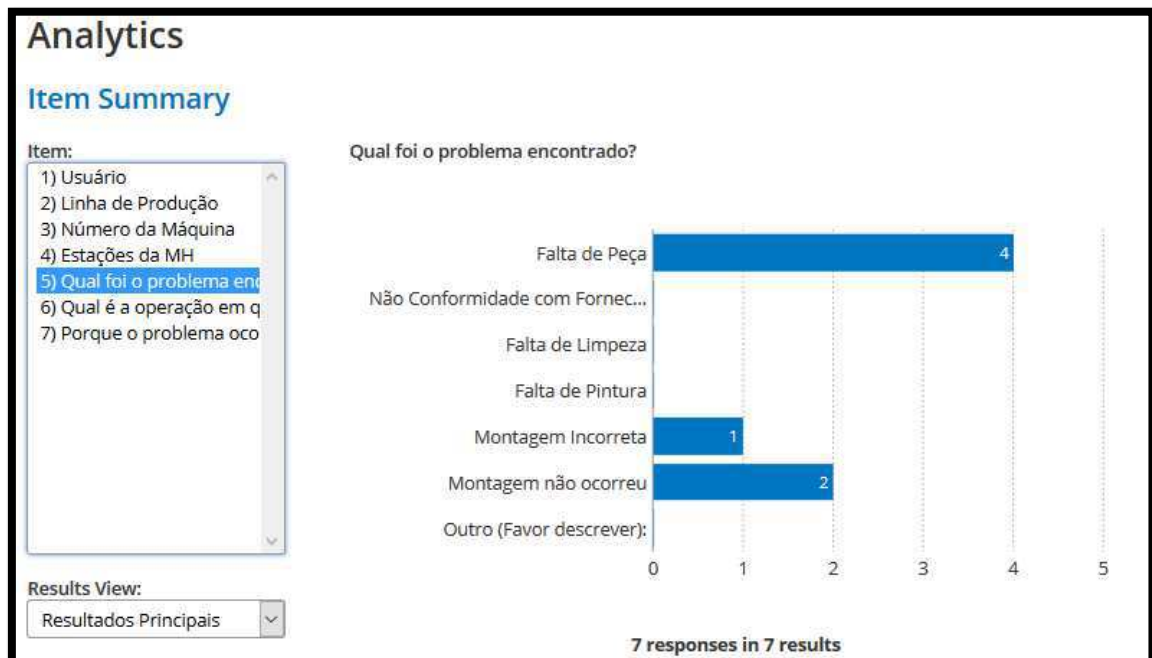 Analytics
Item Summary
Item:
1) Usuário
2) Linha de Produção
3) Número da Máquina
4) Estações da MH
5) Qual foi o problema enc
6) Qual é a operação em q
7) Porque o problema oco
Results View:
Resultados Principais
Qual foi o problema encontrado?
Falta de Peça
4
Não Conformidade com Fornec...
Falta de Limpeza
Falta de Pintura
Montagem Incorreta
1
Montagem não ocorreu
2
Outro (Favor descrever):
0 1 2 3 4 5
7 responses in 7 results